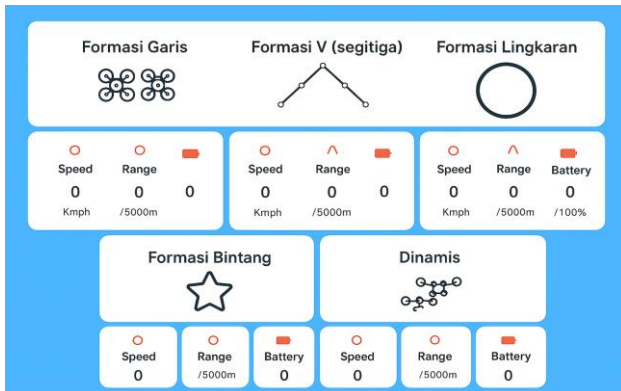 Formasi Garis
Formasi V (segitiga)
Formasi Lingkaran
Speed Range
0 0 0
Kmph /5000m
Speed Range
0 0 0
Kmph /5000m
Speed Range Battery
0 0 0
Kmph /5000m /100%
Formasi Bintang
Dinamis
Speed
0
Range
/5000m
Battery
0
Speed
0
Range
/5000m
Battery
0